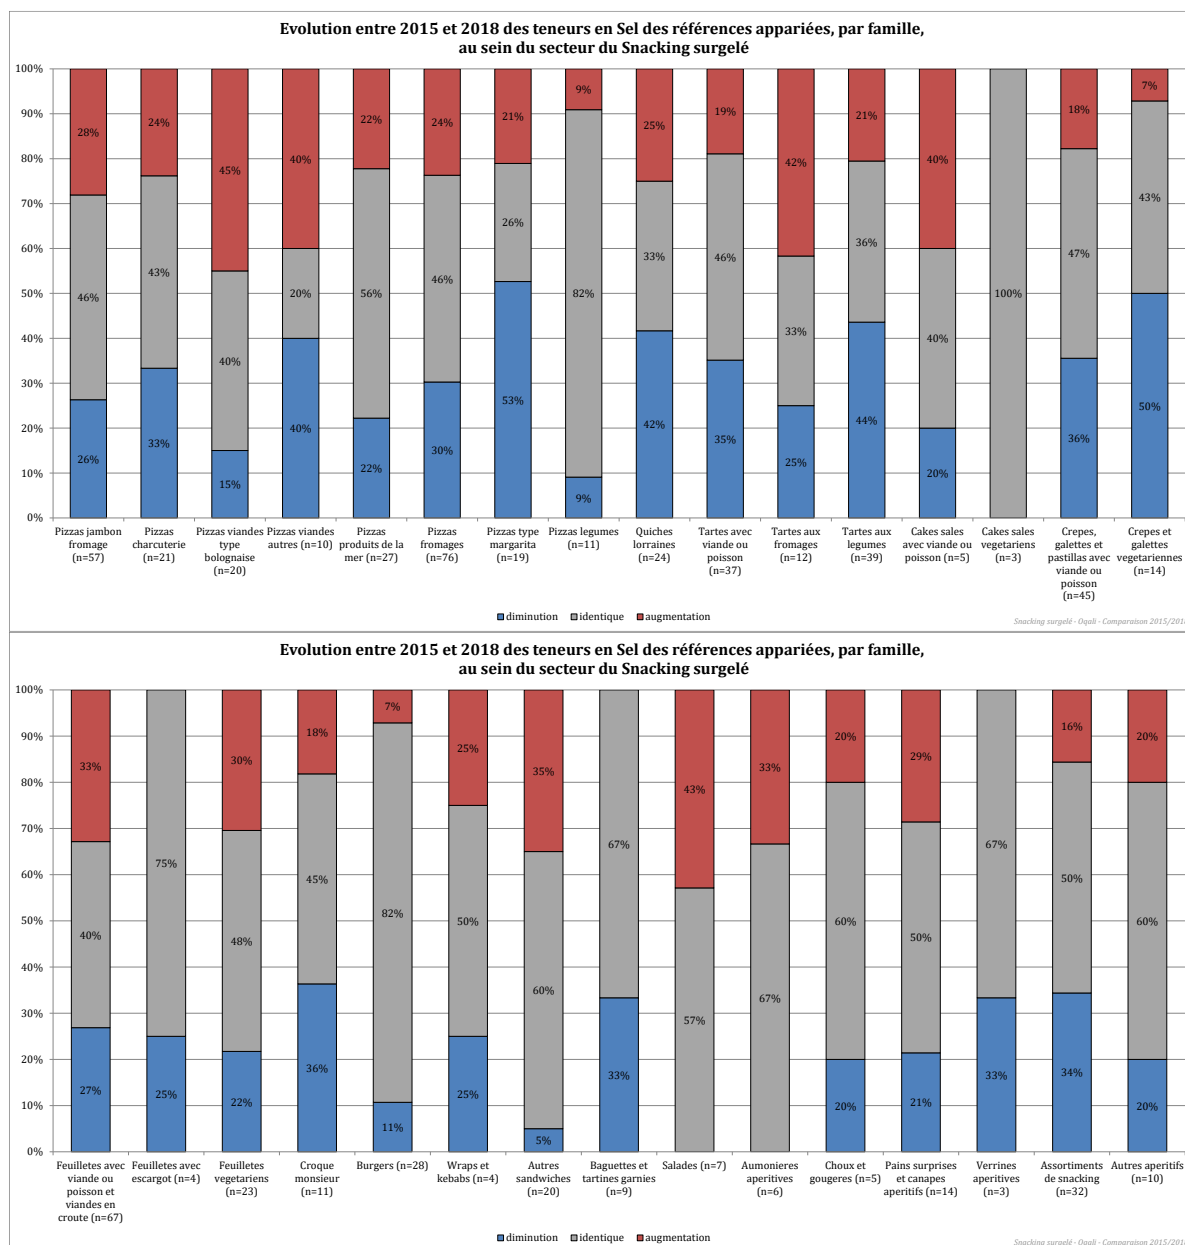 Evolution entre 2015 et 2018 des teneurs en Sel des références appariées, par famille,
au sein du secteur du Snacking surgelé
100%
90%
80%
70%
60%
50%
40%
30%
20%
10%
0%
28%
46%
26%
24%
43%
33%
45%
40%
15%
40%
20%
40%
22%
56%
22%
24%
46%
30%
21%
26%
53%
9%
82%
9%
25%
33%
42%
19%
46%
35%
42%
33%
25%
21%
36%
44%
40%
40%
20%
100%
18%
47%
36%
7%
43%
50%
Pizzas jambon
fromage
(n=57)
Pizzas
charcuterie
(n=21)
Pizzas viandes
type
bolognaise
(n=20)
Pizzas viandes
autres (n=10)
Pizzas
produits de la
mer (n=27)
Pizzas
fromages
(n=76)
Pizzas type
margarita
(n=19)
Pizzas legumes
(n=11)
Quiches
lorraines
(n=24)
Tartes avec
viande ou
poisson
(n=37)
Tartes aux
fromages
(n=12)
Tartes aux
legumes
(n=39)
Cakes sales
avec viande ou
poisson (n=5)
Cakes sales
vegetariens
(n=3)
Crepes,
galettes et
pastillas avec
viande ou
poisson
(n=45)
Crepes et
galettes
vegetariennes
(n=14)
diminution identique augmentation
Snacking surgelé - Oqali - Comparaison 2015/2018
Evolution entre 2015 et 2018 des teneurs en Sel des références appariées, par famille,
au sein du secteur du Snacking surgelé
100%
90%
80%
70%
60%
50%
40%
30%
20%
10%
0%
33%
40%
27%
75%
25%
30%
48%
22%
18%
45%
36%
7%
82%
11%
25%
50%
25%
35%
60%
5%
67%
33%
43%
57%
33%
67%
20%
60%
20%
29%
50%
21%
67%
33%
16%
50%
34%
20%
60%
20%
Feuilletes avec
viande ou
poisson et
viandes en
croute (n=67)
Feuilletes avec
escargot (n=4)
Feuilletes
vegetariens
(n=23)
Croque
monsieur
(n=11)
Burgers (n=28)
Wraps et
kebabs (n=4)
Autres
sandwiches
(n=20)
Baguettes et
tartines garnies
(n=9)
Salades (n=7)
Aumonieres
aperitives
(n=6)
Choux et
gougeres (n=5)
Pains surprises
et canapes
aperitifs (n=14)
Verrines
aperitives
(n=3)
Assortiments
de snacking
(n=32)
Autres aperitifs
(n=10)
diminution identique augmentation
Snacking surgelé - Oqali - Comparaison 2015/2018